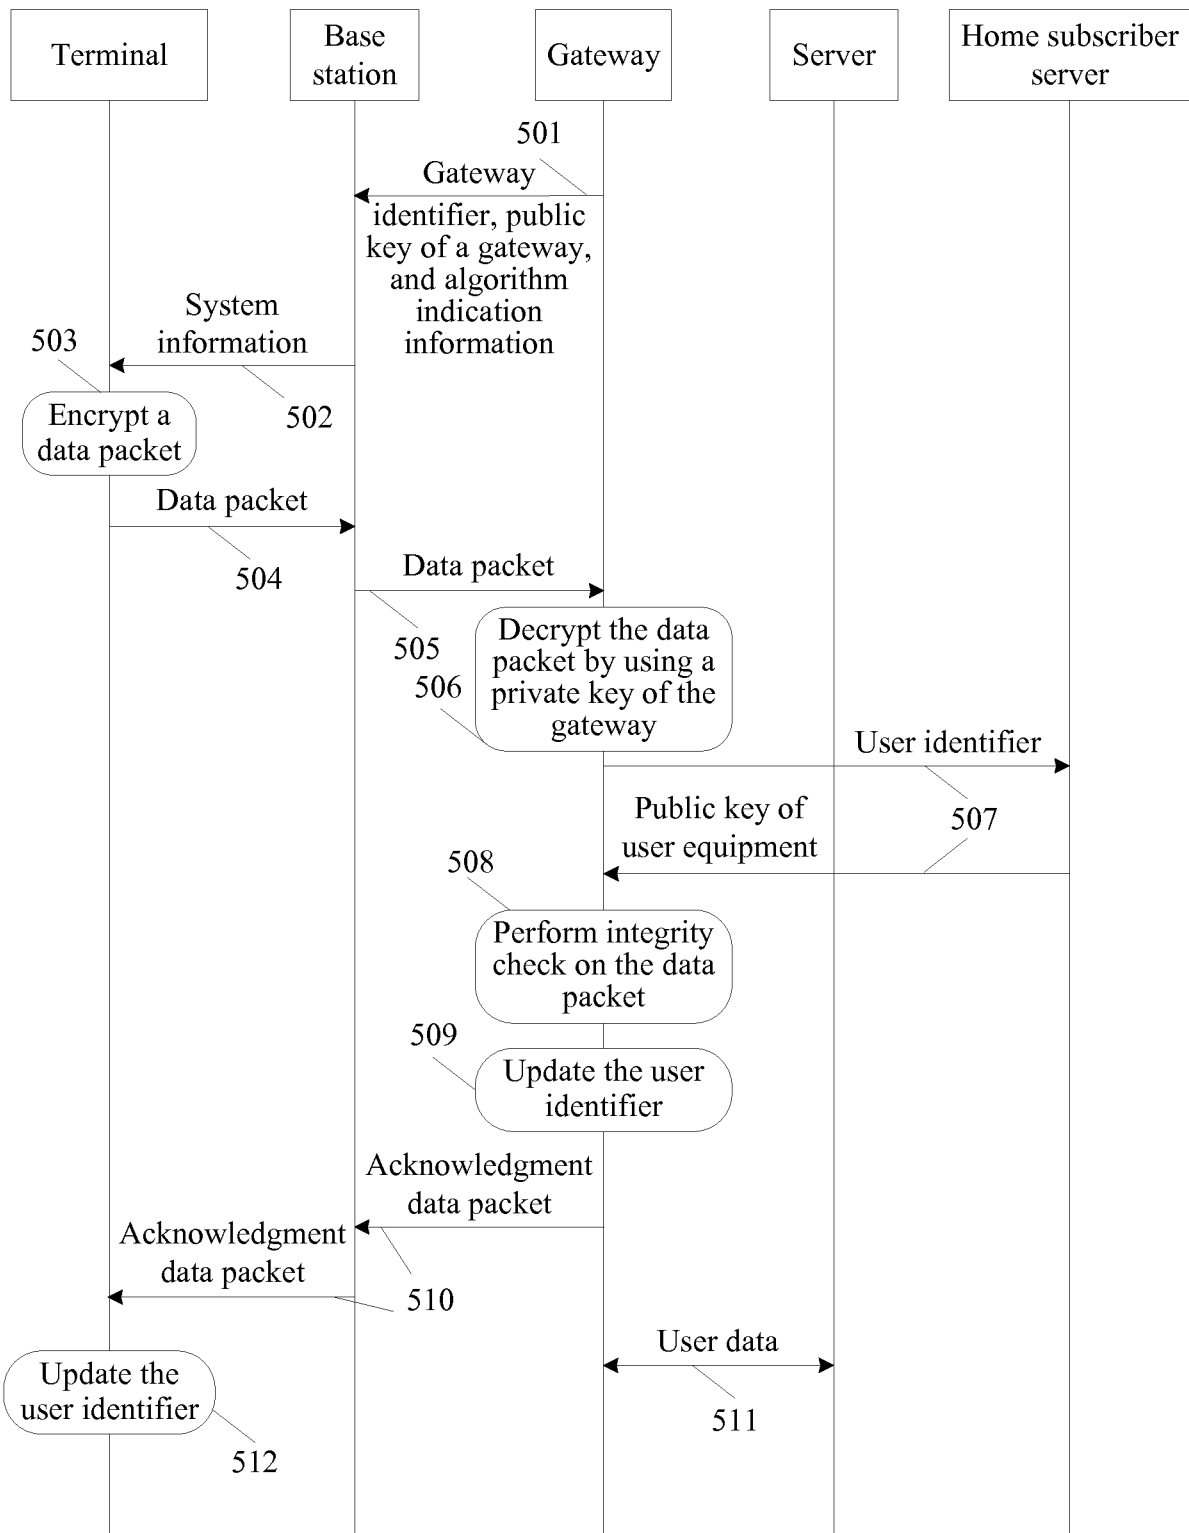 Terminal
Base
station
Gateway
Server
Home subscriber
server
501
Gateway
identifier, public
key of a gateway,
and algorithm
indication
information
System
information
503
502
Encrypt a
data packet
Data packet
504
Data packet
505
Decrypt the data
packet by using a
private key of the
gateway
506
User identifier
507
Public key of
user equipment
508
Perform integrity
check on the data
packet
509
Update the user
identifier
Acknowledgment
data packet
Acknowledgment
data packet
510
User data
511
Update the
user identifier
512